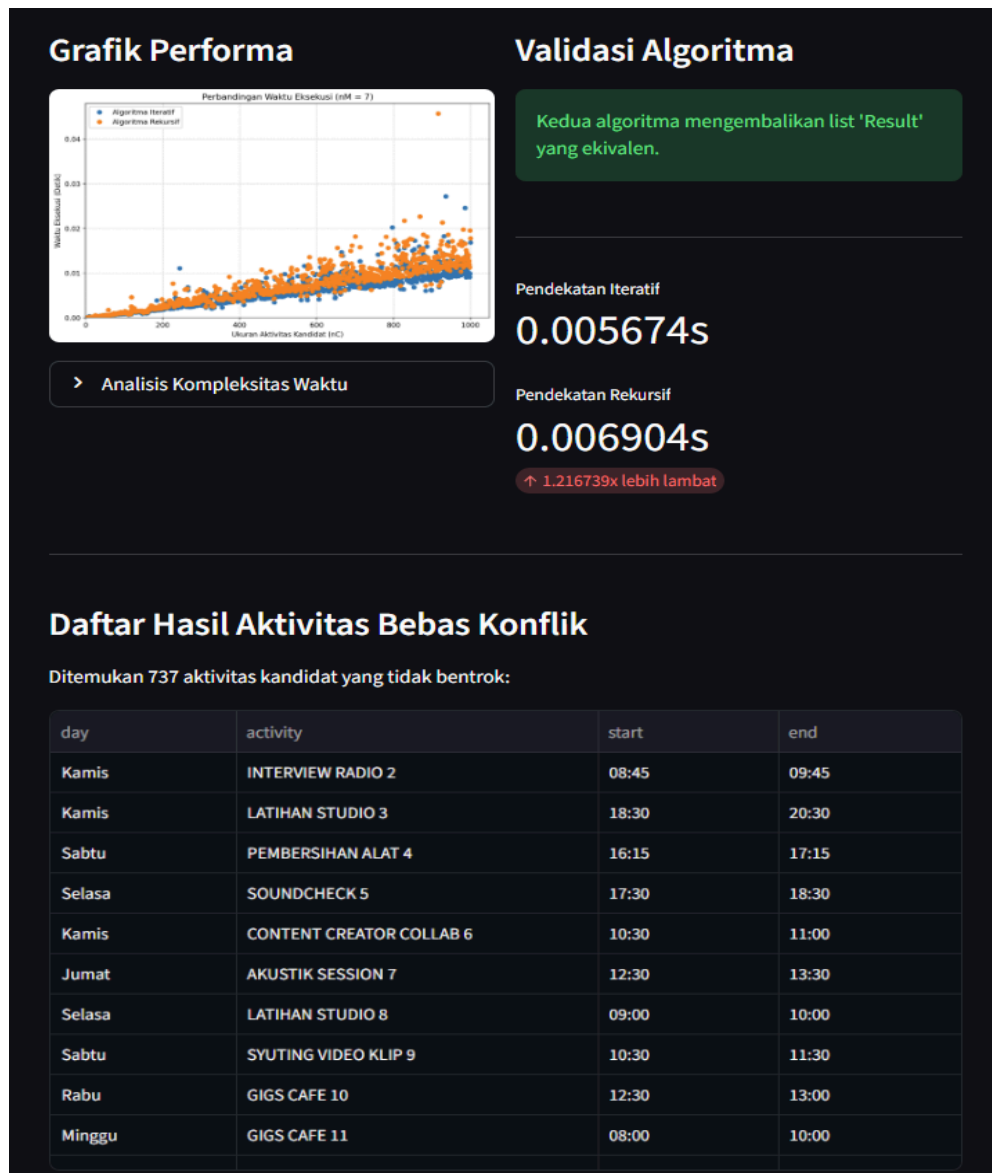 Grafik Performa
Perbandingan Waktu Eksekusi (nM = 7)
Algoritma Iteratif
Algoritma Rekursif
Waktu Eksekusi (Detik)
0.04
0.03
0.02
0.01
0.00
0 200 400 600 800 1000
Ukuran Aktivitas Kandidat (nC)
Analisis Kompleksitas Waktu
Validasi Algoritma
Kedua algoritma mengembalikan list 'Result'
yang ekivalen.
Pendekatan Iteratif
0.005674s
Pendekatan Rekursif
0.006904s
↑ 1.216739x lebih lambat
Daftar Hasil Aktivitas Bebas Konflik
Ditemukan 737 aktivitas kandidat yang tidak bentrok:
day activity start end
Kamis INTERVIEW RADIO 2 08:45 09:45
Kamis LATIHAN STUDIO 3 18:30 20:30
Sabtu PEMBERSIHAN ALAT 4 16:15 17:15
Selasa SOUNDCHECK 5 17:30 18:30
Kamis CONTENT CREATOR COLLAB 6 10:30 11:00
Jumat AKUSTIK SESSION 7 12:30 13:30
Selasa LATIHAN STUDIO 8 09:00 10:00
Sabtu SYUTING VIDEO KLIP 9 10:30 11:30
Rabu GIGS CAFE 10 12:30 13:00
Minggu GIGS CAFE 11 08:00 10:00